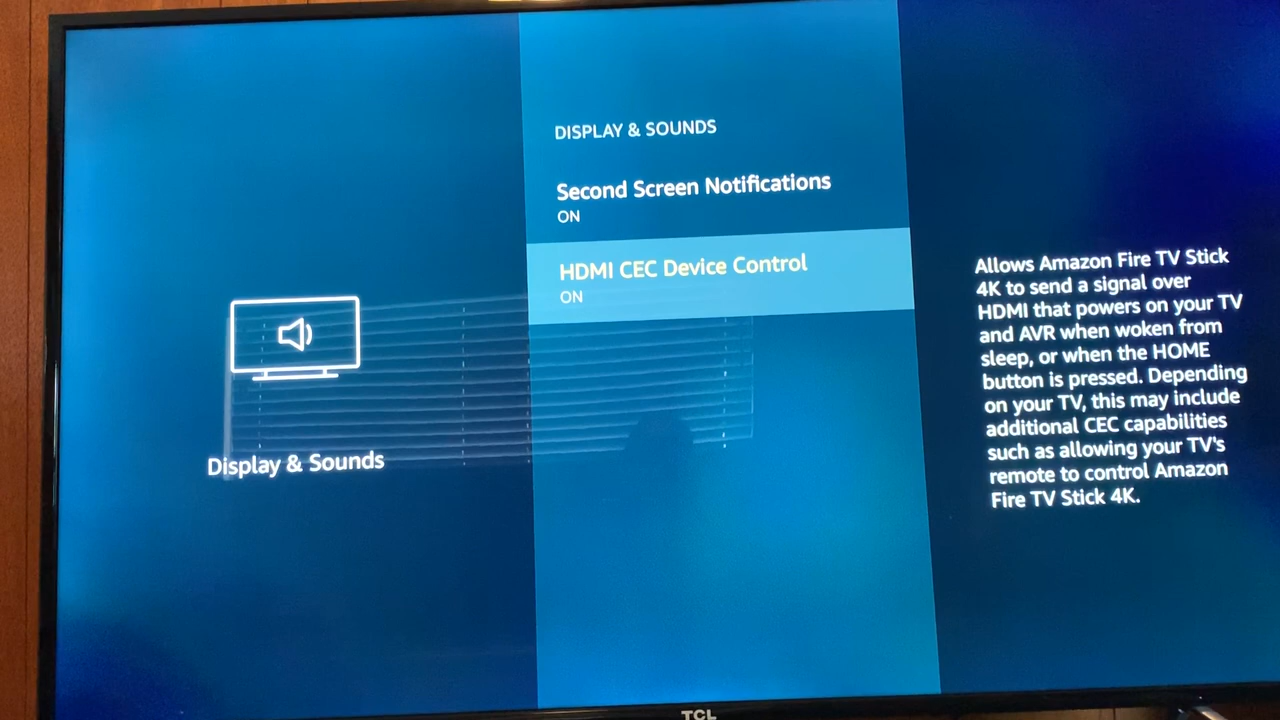 DISPLAY & SOUNDS
Second Screen Notifications
ON
HDMI CEC Device Control
ON
Display & Sounds
Allows Amazon Fire TV Stick
4K to send a signal over
HDMI that powers on your TV
and AVR when woken from
sleep, or when the HOME
button is pressed. Depending
on your TV, this may include
additional CEC capabilities
such as allowing your TV's
remote to control Amazon
Fire TV Stick 4K.
TCL